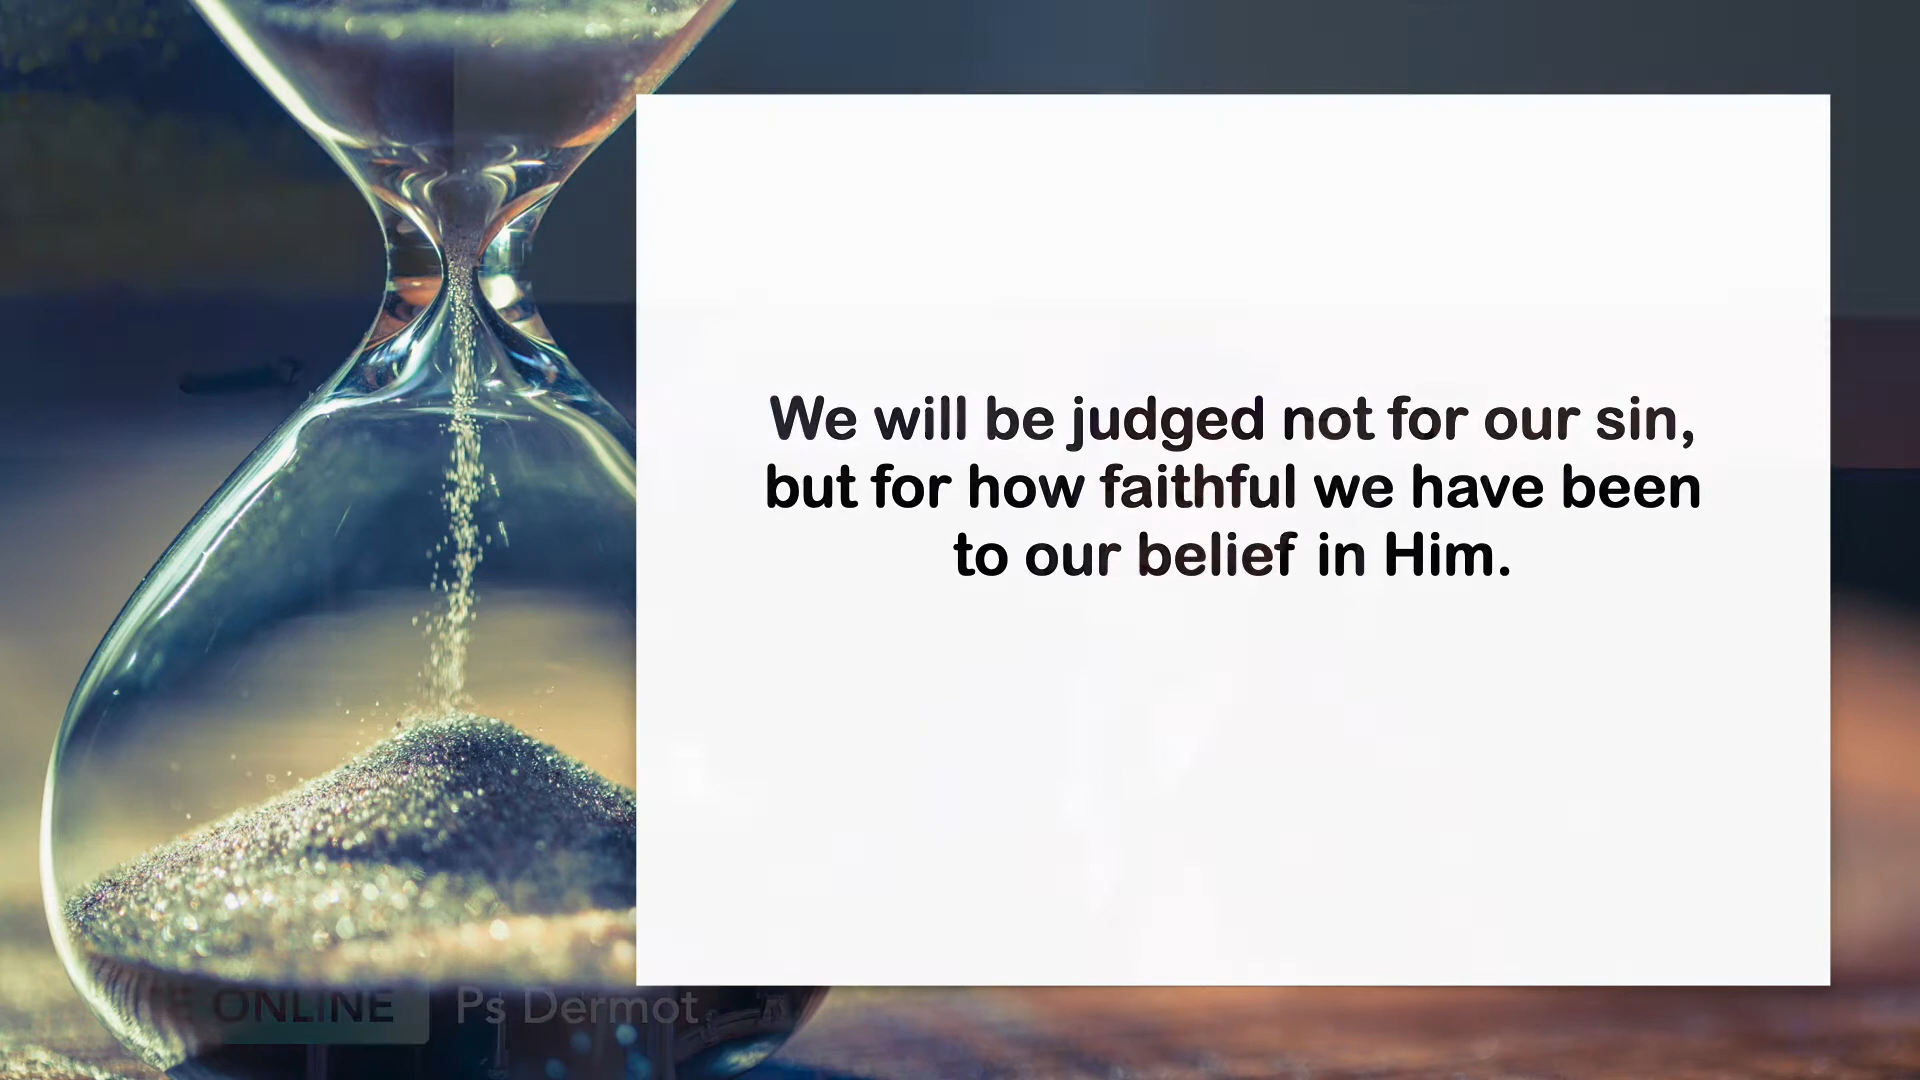 We will be judged not for our sin,
but for how faithful we have been
to our belief in Him.
ONLINE
Ps Dermot